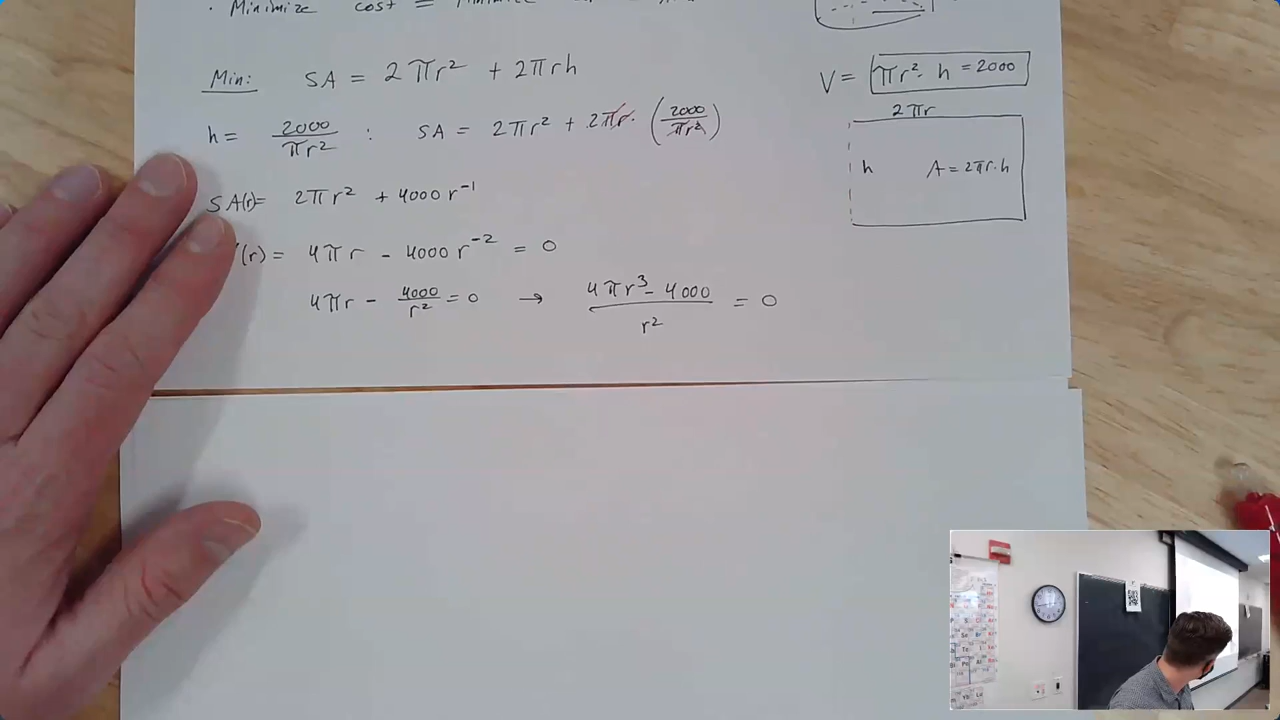 • Minimize cost = Minimize
Min: SA = 2πr² + 2πrh
V = πr² · h = 2000
h = 2000/πr² : SA = 2πr² + 2πr · (2000/πr²)
2πr
h A = 2πr·h
SA(r) = 2πr² + 4000 r⁻¹
'(r) = 4πr - 4000 r⁻² = 0
4πr - 4000/r² = 0 → (4πr³ - 4000)/r² = 0